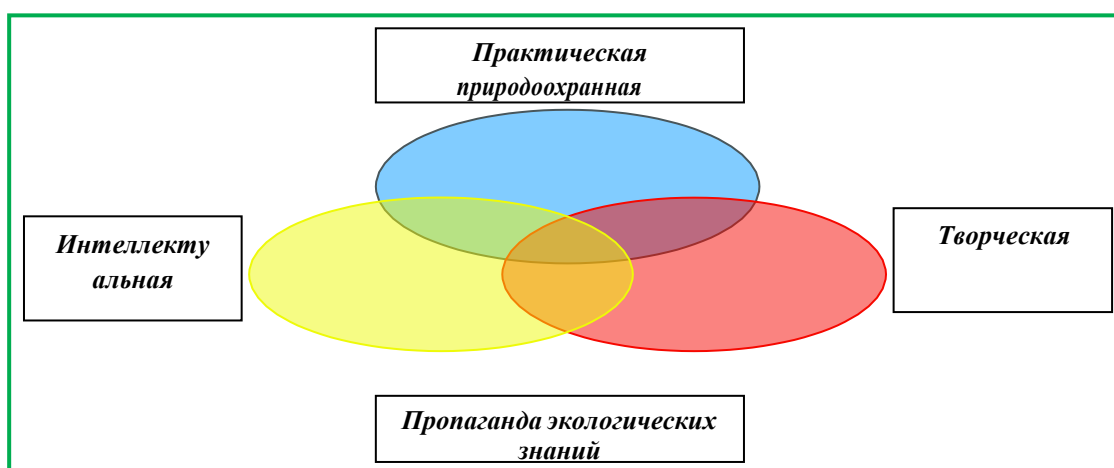 Практическая
природоохранная
Интеллекту
альная
Творческая
Пропаганда экологических
знаний